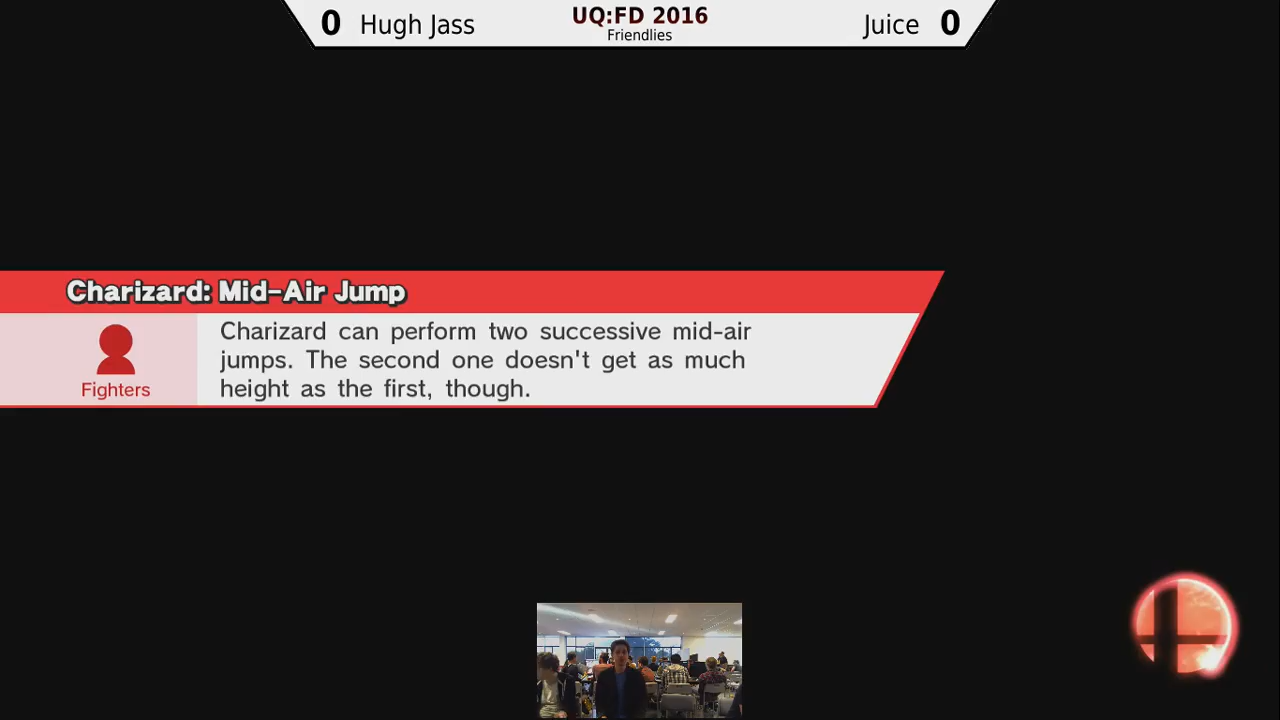 0 Hugh Jass UQ:FD 2016 Juice 0
Friendlies
Charizard: Mid-Air Jump
Fighters
Charizard can perform two successive mid-air
jumps. The second one doesn't get as much
height as the first, though.